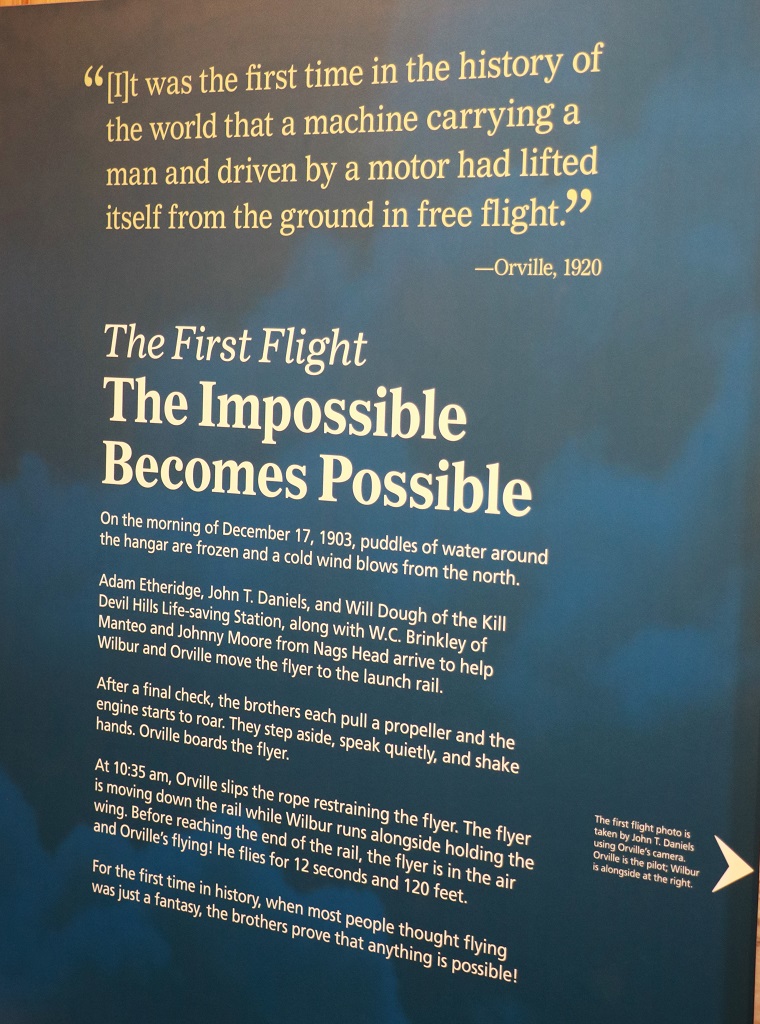 “[I]t was the first time in the history of
the world that a machine carrying a
man and driven by a motor had lifted
itself from the ground in free flight.”
—Orville, 1920
The First Flight
The Impossible
Becomes Possible
On the morning of December 17, 1903, puddles of water around
the hangar are frozen and a cold wind blows from the north.
Adam Etheridge, John T. Daniels, and Will Dough of the Kill
Devil Hills Life-saving Station, along with W.C. Brinkley of
Manteo and Johnny Moore from Nags Head arrive to help
Wilbur and Orville move the flyer to the launch rail.
After a final check, the brothers each pull a propeller and the
engine starts to roar. They step aside, speak quietly, and shake
hands. Orville boards the flyer.
At 10:35 am, Orville slips the rope restraining the flyer. The flyer
is moving down the rail while Wilbur runs alongside holding the
wing. Before reaching the end of the rail, the flyer is in the air
and Orville’s flying! He flies for 12 seconds and 120 feet.
For the first time in history, when most people thought flying
was just a fantasy, the brothers prove that anything is possible!
The first flight photo is
taken by John T. Daniels
using Orville’s camera.
Orville is the pilot; Wilbur
is alongside at the right.